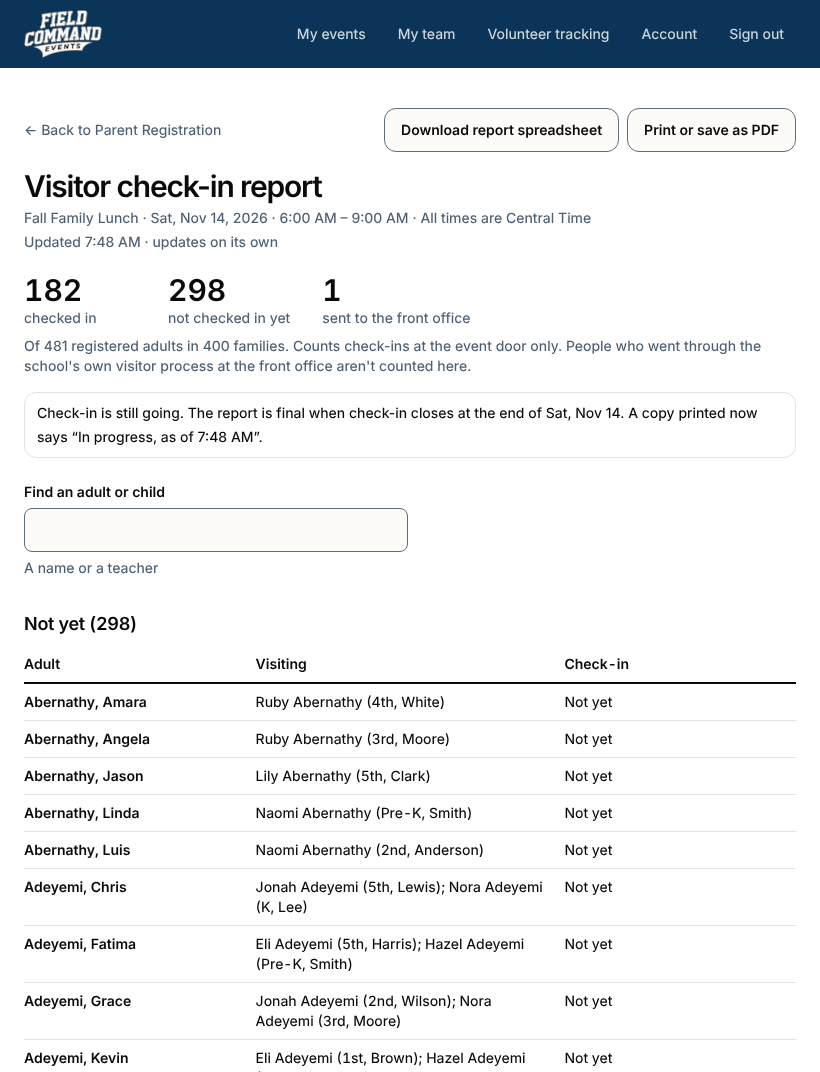 FIELD
COMMAND
EVENTS
My events My team Volunteer tracking Account Sign out
← Back to Parent Registration
Download report spreadsheet
Print or save as PDF
Visitor check-in report
Fall Family Lunch · Sat, Nov 14, 2026 · 6:00 AM – 9:00 AM · All times are Central Time
Updated 7:48 AM · updates on its own
182 298 1
checked in not checked in yet sent to the front office
Of 481 registered adults in 400 families. Counts check-ins at the event door only. People who went through the
school's own visitor process at the front office aren't counted here.
Check-in is still going. The report is final when check-in closes at the end of Sat, Nov 14. A copy printed now
says “In progress, as of 7:48 AM”.
Find an adult or child
A name or a teacher
Not yet (298)
Adult Visiting Check-in
Abernathy, Amara Ruby Abernathy (4th, White) Not yet
Abernathy, Angela Ruby Abernathy (3rd, Moore) Not yet
Abernathy, Jason Lily Abernathy (5th, Clark) Not yet
Abernathy, Linda Naomi Abernathy (Pre-K, Smith) Not yet
Abernathy, Luis Naomi Abernathy (2nd, Anderson) Not yet
Adeyemi, Chris Jonah Adeyemi (5th, Lewis); Nora Adeyemi Not yet
(K, Lee)
Adeyemi, Fatima Eli Adeyemi (5th, Harris); Hazel Adeyemi Not yet
(Pre-K, Smith)
Adeyemi, Grace Jonah Adeyemi (2nd, Wilson); Nora Not yet
Adeyemi (3rd, Moore)
Adeyemi, Kevin Eli Adeyemi (1st, Brown); Hazel Adeyemi Not yet